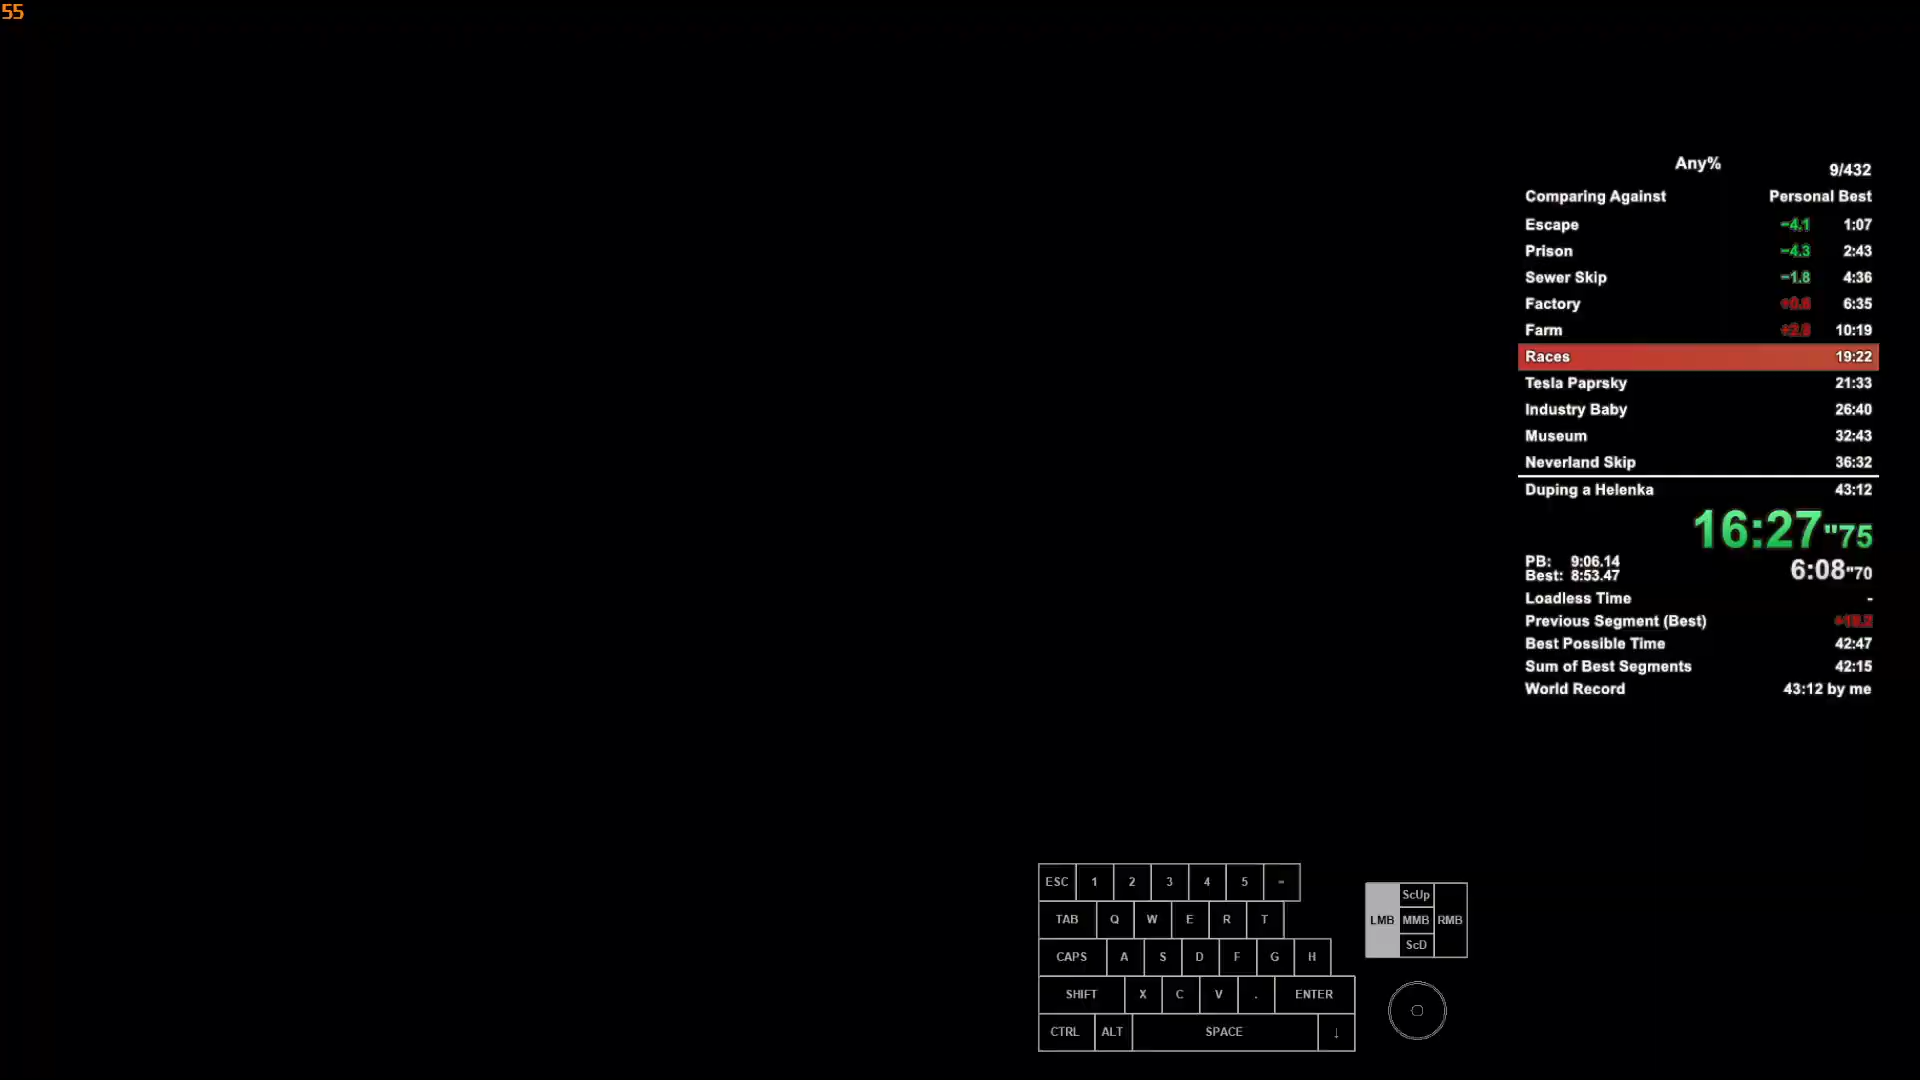 55
Any%
9/432
Comparing Against Personal Best
Escape −4.1 1:07
Prison −4.3 2:43
Sewer Skip −1.8 4:36
Factory 6:35
Farm 10:19
Races 19:22
Tesla Paprsky 21:33
Industry Baby 26:40
Museum 32:43
Neverland Skip 36:32
Duping a Helenka 43:12
16:27"75
PB: 9:06.14
Best: 8:53.47
6:08"70
Loadless Time -
Previous Segment (Best)
Best Possible Time 42:47
Sum of Best Segments 42:15
World Record 43:12 by me
ESC 1 2 3 4 5 =
TAB Q W E R T
CAPS A S D F G H
SHIFT X C V . ENTER
CTRL ALT SPACE ↓
ScUp
LMB MMB RMB
ScD